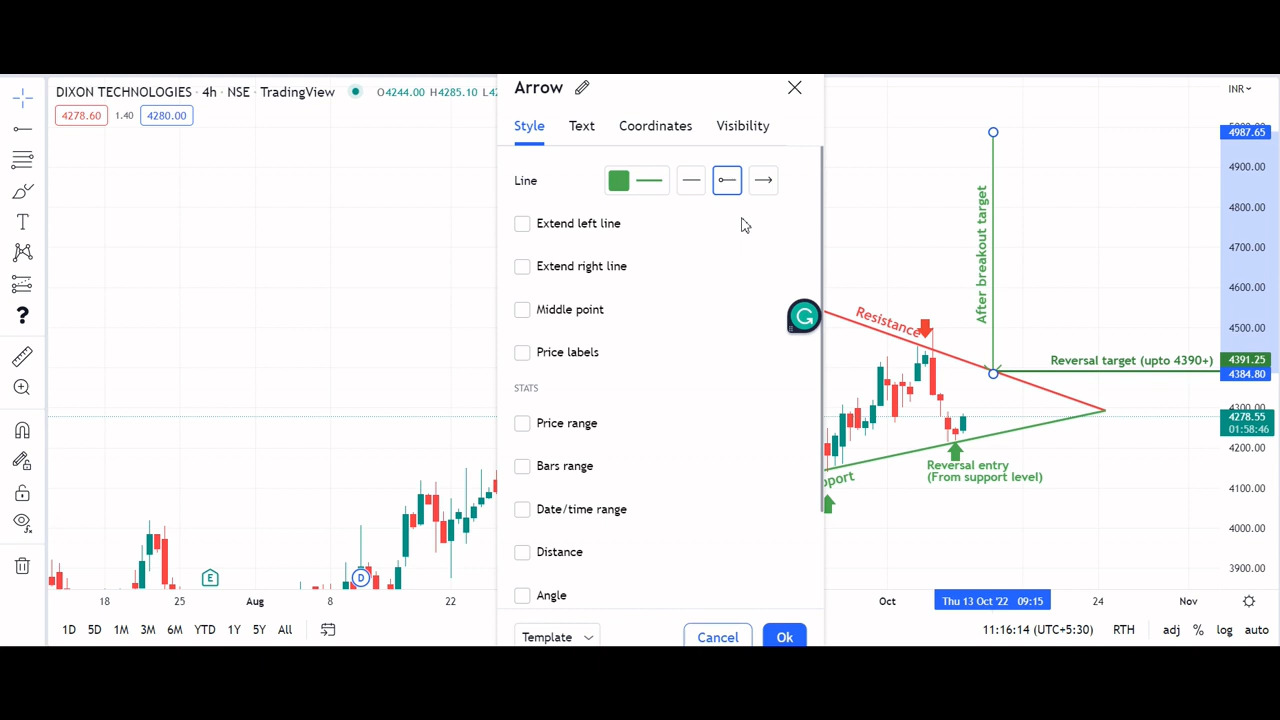 DIXON TECHNOLOGIES · 4h · NSE · TradingView
O4244.00 H4285.10
4278.60 1.40 4280.00
Arrow
Style Text Coordinates Visibility
Line
Extend left line
Extend right line
Middle point
Price labels
STATS
Price range
Bars range
Date/time range
Distance
Angle
Template Cancel Ok
INR
4987.65
4900.00
4800.00
4700.00
4600.00
4500.00
4391.25
4384.80
4300.00
4278.55
01:58:46
4200.00
4100.00
4000.00
3900.00
After breakout target
Resistance
Reversal target (upto 4390+)
Reversal entry
(From support level)
E
D
18 25 Aug 8 22 Oct Thu 13 Oct '22 09:15 24 Nov
1D 5D 1M 3M 6M YTD 1Y 5Y All 11:16:14 (UTC+5:30) RTH adj % log auto